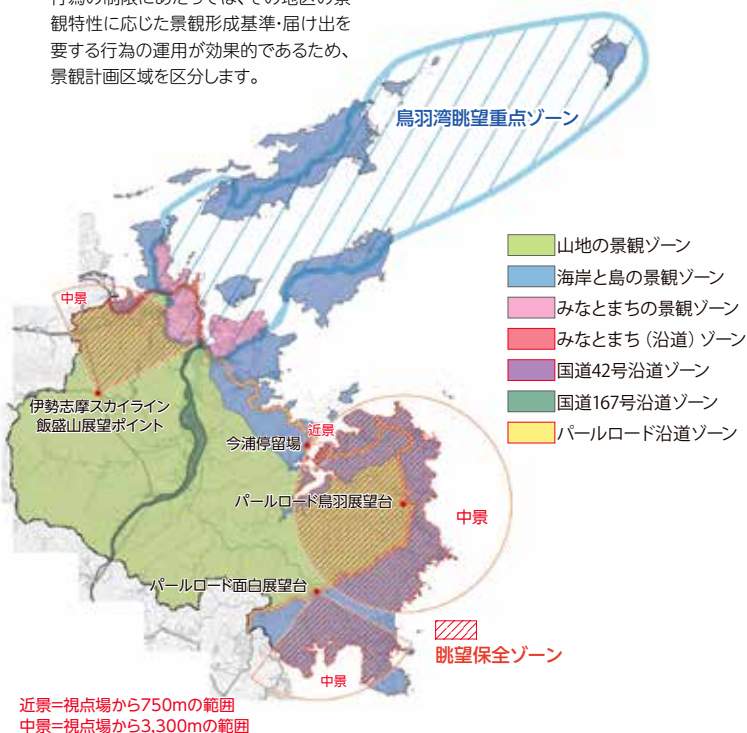 行為の制限にあたっては、その地区の景
観特性に応じた景観形成基準・届け出を
要する行為の運用が効果的であるため、
景観計画区域を区分します。
鳥羽湾眺望重点ゾーン
山地の景観ゾーン
海岸と島の景観ゾーン
みなとまちの景観ゾーン
みなとまち（沿道）ゾーン
国道42号沿道ゾーン
国道167号沿道ゾーン
パールロード沿道ゾーン
中景
伊勢志摩スカイライン
飯盛山展望ポイント
近景
今浦停留場
パールロード鳥羽展望台
中景
パールロード面白展望台
眺望保全ゾーン
中景
近景=視点場から750mの範囲
中景=視点場から3,300mの範囲